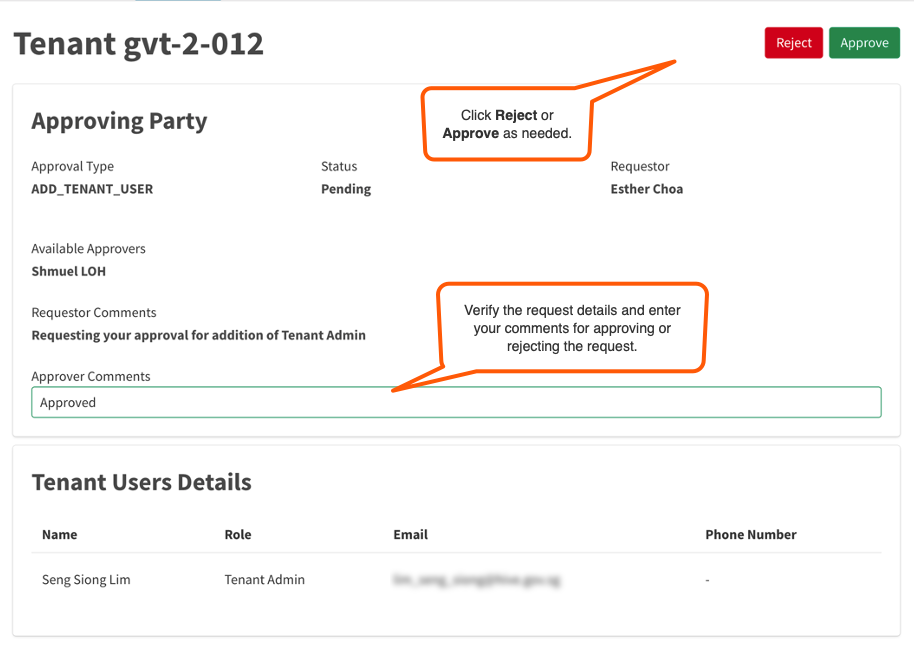 Tenant gvt-2-012
Reject
Approve
Click Reject or
Approve as needed.
Approving Party
Approval Type
Status
Requestor
ADD_TENANT_USER
Pending
Esther Choa
Available Approvers
Shmuel LOH
Requestor Comments
Requesting your approval for addition of Tenant Admin
Verify the request details and enter
your comments for approving or
rejecting the request.
Approver Comments
Approved
Tenant Users Details
Name
Role
Email
Phone Number
Seng Siong Lim
Tenant Admin
-